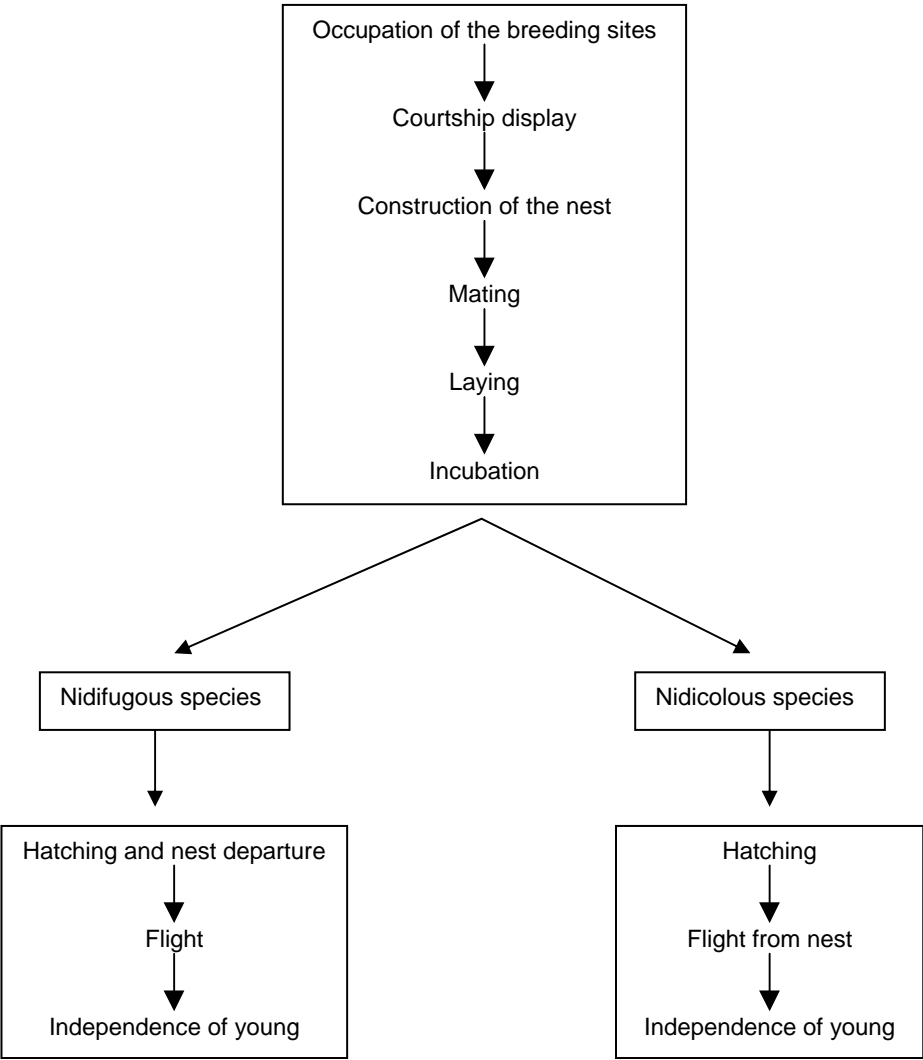 Occupation of the breeding sites
Courtship display
Construction of the nest
Mating
Laying
Incubation
Nidifugous species
Nidicolous species
Hatching and nest departure
Flight
Independence of young
Hatching
Flight from nest
Independence of young